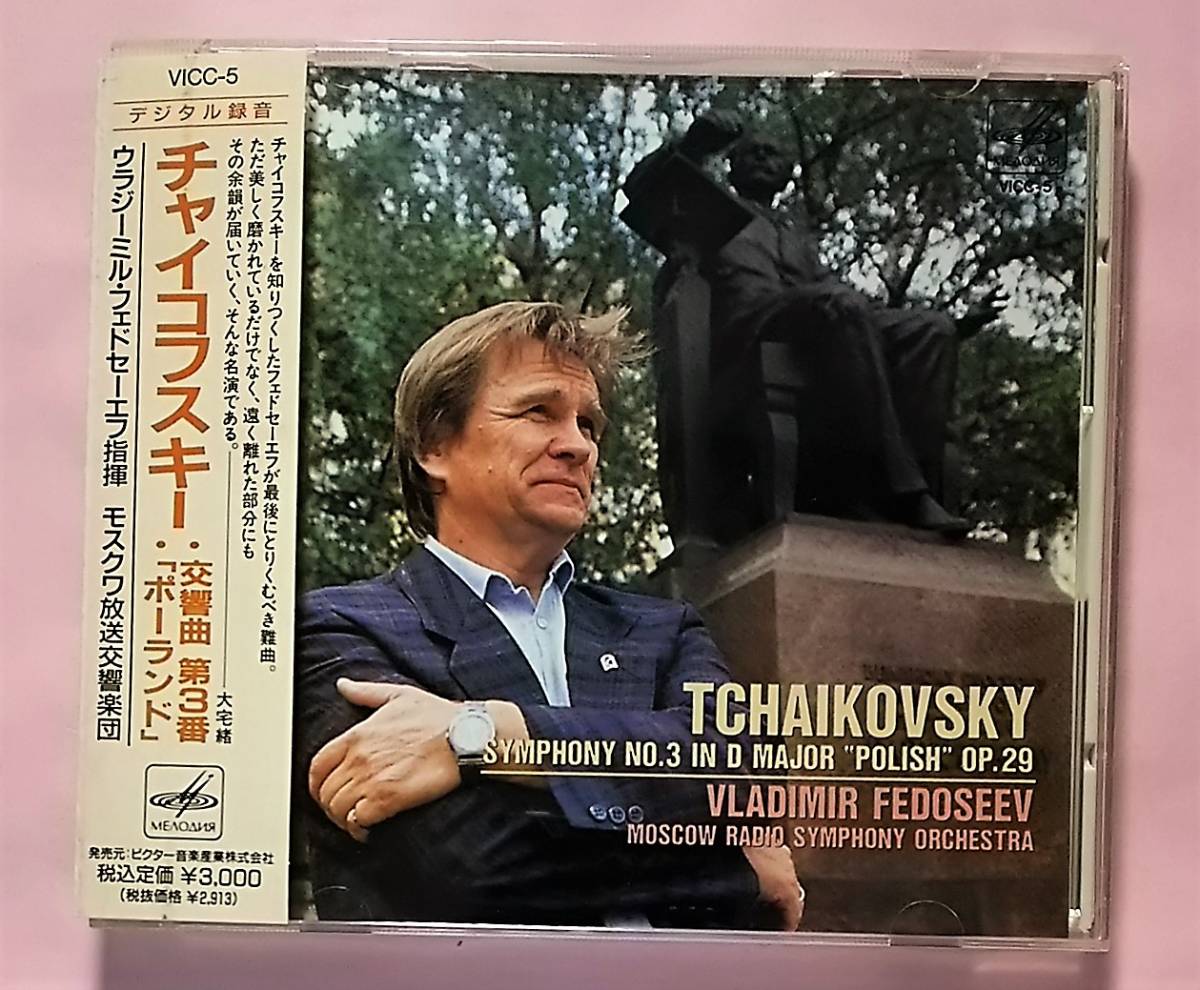 VICC-5
デジタル録音
チャイコフスキーを知りつくしたフェドセーエフが最後にとりくむべき難曲。
ただ美しく磨かれているだけでなく、遠く離れた部分にも
その余韻が届いていく、そんな名演である。
大宅緒
チャイコフスキー:交響曲 第3番
「ポーランド」
ウラジーミル・フェドセーエフ指揮 モスクワ放送交響楽団
МЕЛОДИЯ
発売元:ビクター音楽産業株式会社
税込定価 ¥3,000
(税抜価格 ¥2,913)
МЕЛОДИЯ
VICC-5
TCHAIKOVSKY
SYMPHONY NO.3 IN D MAJOR "POLISH" OP.29
VLADIMIR FEDOSEEV
MOSCOW RADIO SYMPHONY ORCHESTRA